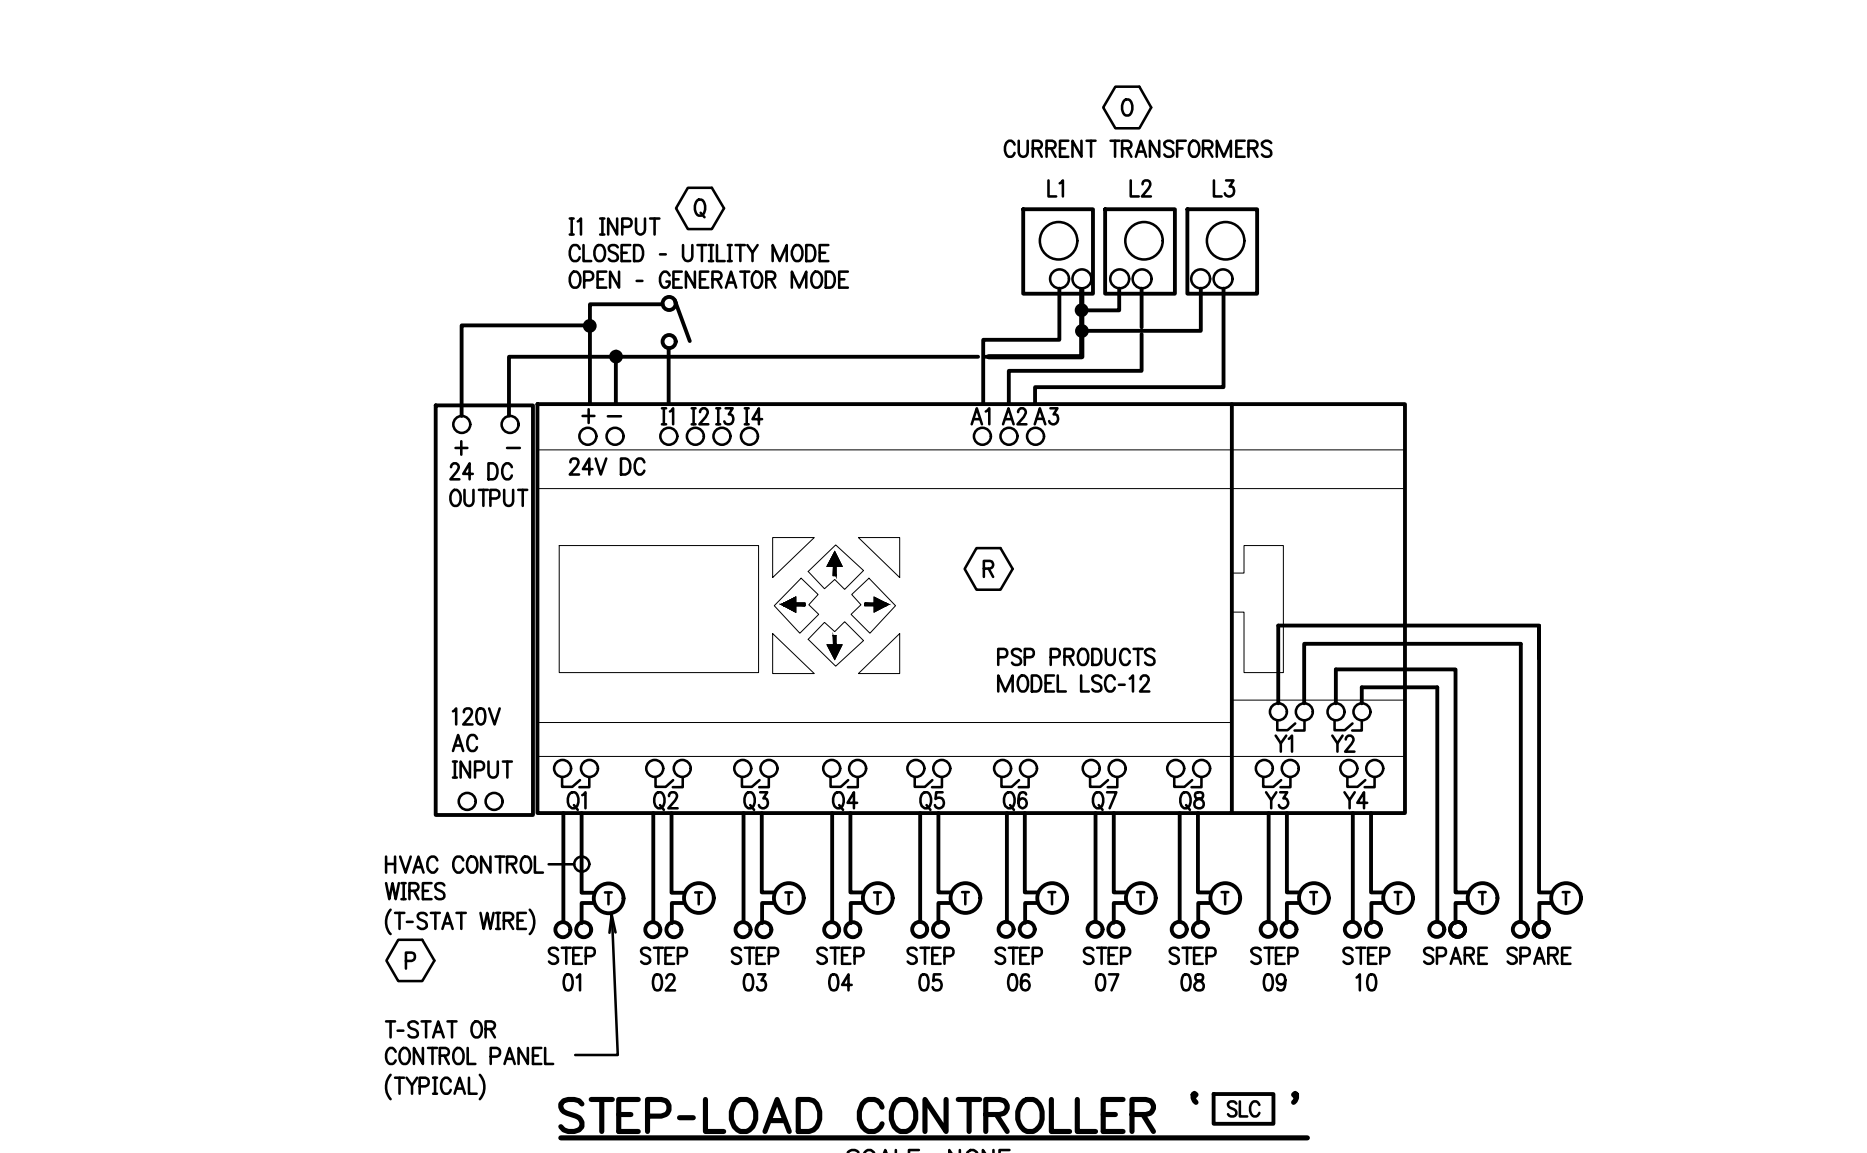 O
CURRENT TRANSFORMERS
L1 L2 L3
Q
I1 INPUT
CLOSED - UTILITY MODE
OPEN - GENERATOR MODE
+ - I1 I2 I3 I4 A1 A2 A3
24V DC
+ -
24 DC
OUTPUT
R
PSP PRODUCTS
MODEL LSC-12
120V
AC
INPUT
Y1 Y2
Q1 Q2 Q3 Q4 Q5 Q6 Q7 Q8 Y3 Y4
HVAC CONTROL
WIRES
(T-STAT WIRE)
P
T T T T T T T T T T T T
STEP 01
STEP 02
STEP 03
STEP 04
STEP 05
STEP 06
STEP 07
STEP 08
STEP 09
STEP 10
SPARE
SPARE
T-STAT OR
CONTROL PANEL
(TYPICAL)
STEP-LOAD CONTROLLER ' SLC '